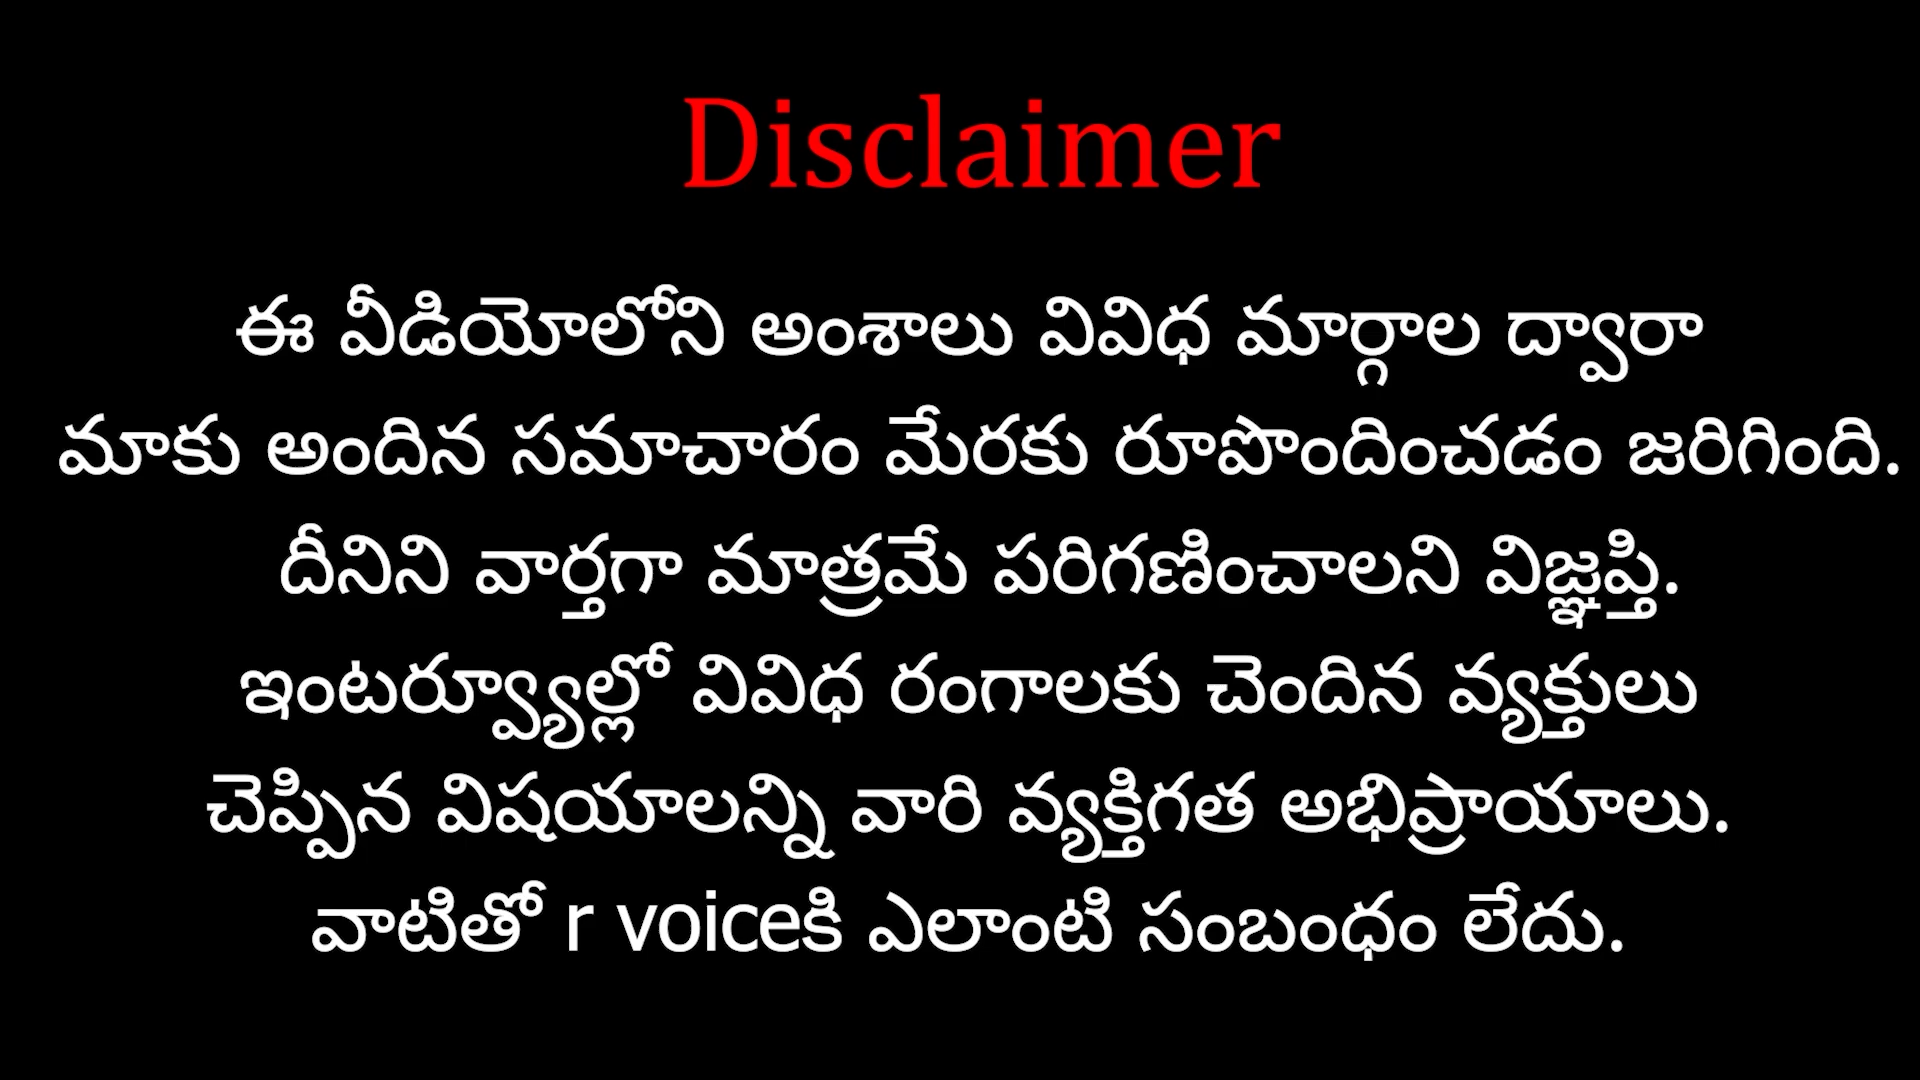 Disclaimer
ఈ వీడియోలోని అంశాలు వివిధ మార్గాల ద్వారా
మాకు అందిన సమాచారం మేరకు రూపొందించడం జరిగింది.
దీనిని వార్తగా మాత్రమే పరిగణించాలని విజ్ఞప్తి.
ఇంటర్వ్యూల్లో వివిధ రంగాలకు చెందిన వ్యక్తులు
చెప్పిన విషయాలన్ని వారి వ్యక్తిగత అభిప్రాయాలు.
వాటితో r voiceకి ఎలాంటి సంబంధం లేదు.